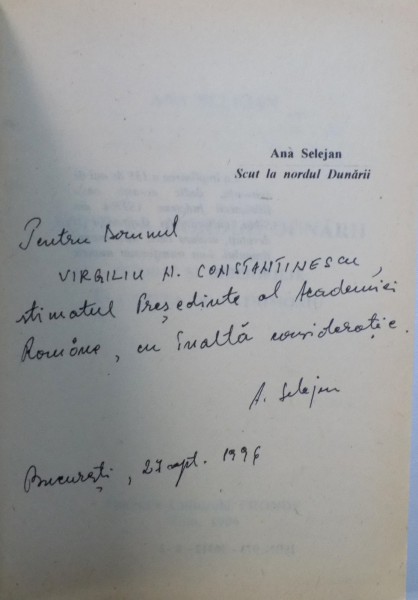 Ana Selejan
Scut la nordul Dunării
Pentru Domnul
VIRGILIU N. CONSTANTINESCU,
stimatul Președinte al Academiei
Române, cu înaltă considerație.
A. Selejan
București, 27 sept. 1996